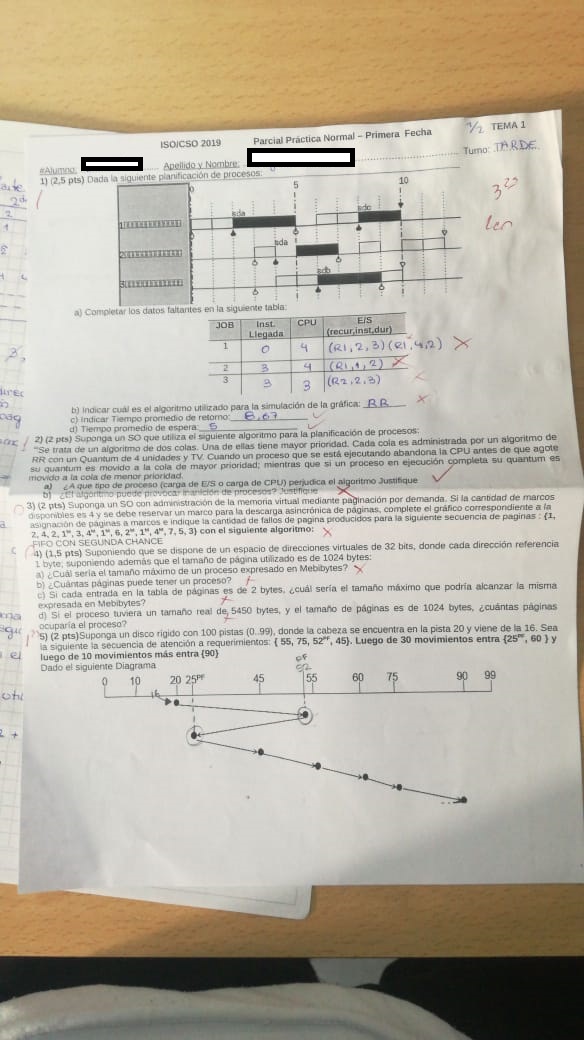 ISO/CSO 2019 Parcial Práctica Normal – Primera Fecha 1/2 TEMA 1
#Alumno: Apellido y Nombre: Turno: TARDE
1) (2,5 pts) Dada la siguiente planificación de procesos:
0 5 10
sda sdc
1
sda
2
sdb
3
a) Completar los datos faltantes en la siguiente tabla:
JOB Inst. Llegada CPU E/S (recur,inst,dur)
1 0 4 (R1,2,3)(R1,4,2)
2 3 4 (R1,1,2)
3 3 3 (R2,2,3)
b) Indicar cuál es el algoritmo utilizado para la simulación de la gráfica: RR
c) Indicar Tiempo promedio de retorno: 8,67
d) Tiempo promedio de espera: 5
2) (2 pts) Suponga un SO que utiliza el siguiente algoritmo para la planificación de procesos:
"Se trata de un algoritmo de dos colas. Una de ellas tiene mayor prioridad. Cada cola es administrada por un algoritmo de
RR con un Quantum de 4 unidades y TV. Cuando un proceso que se está ejecutando abandona la CPU antes de que agote
su quantum es movido a la cola de mayor prioridad; mientras que si un proceso en ejecución completa su quantum es
movido a la cola de menor prioridad.
a) ¿A que tipo de proceso (carga de E/S o carga de CPU) perjudica el algoritmo Justifique
b) ¿El algoritmo puede provocar inanición de procesos? Justifique
3) (2 pts) Suponga un SO con administración de la memoria virtual mediante paginación por demanda. Si la cantidad de marcos
disponibles es 4 y se debe reservar un marco para la descarga asincrónica de páginas, complete el gráfico correspondiente a la
asignación de páginas a marcos e indique la cantidad de fallos de pagina producidos para la siguiente secuencia de paginas : {1,
2, 4, 2, 1ᴹ, 3, 4ᴹ, 1ᴹ, 6, 2ᴹ, 1ᴹ, 4ᴹ, 7, 5, 3} con el siguiente algoritmo:
FIFO CON SEGUNDA CHANCE
4) (1,5 pts) Suponiendo que se dispone de un espacio de direcciones virtuales de 32 bits, donde cada dirección referencia
1 byte; suponiendo además que el tamaño de página utilizado es de 1024 bytes:
a) ¿Cuál sería el tamaño máximo de un proceso expresado en Mebibytes?
b) ¿Cuántas páginas puede tener un proceso?
c) Si cada entrada en la tabla de páginas es de 2 bytes. ¿cuál sería el tamaño máximo que podría alcanzar la misma
expresada en Mebibytes?
d) Si el proceso tuviera un tamaño real de 5450 bytes, y el tamaño de páginas es de 1024 bytes, ¿cuántas páginas
ocuparía el proceso?
5) (2 pts)Suponga un disco rigido con 100 pistas (0..99), donde la cabeza se encuentra en la pista 20 y viene de la 16. Sea
la siguiente la secuencia de atención a requerimientos: { 55, 75, 52ᴾᶠ, 45}. Luego de 30 movimientos entra {25ᴾᶠ, 60 } y
luego de 10 movimientos más entra {90}
Dado el siguiente Diagrama
PF
52
0 10 20 25ᴾᶠ 45 55 60 75 90 99
16